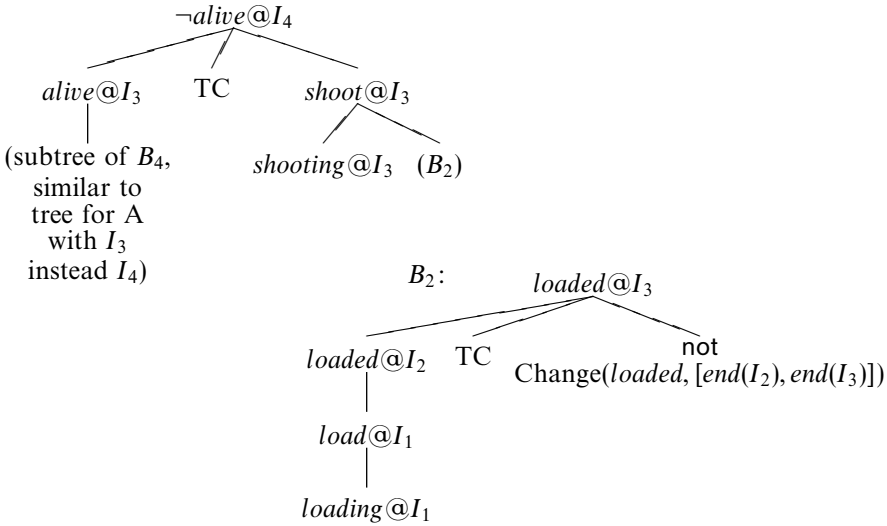 ¬alive@I₄
alive@I₃ TC shoot@I₃
(subtree of B₄,
similar to
tree for A
with I₃
instead I₄)
shooting@I₃ (B₂)
B₂: loaded@I₃
loaded@I₂ TC not
Change(loaded, [end(I₂), end(I₃)])
load@I₁
loading@I₁